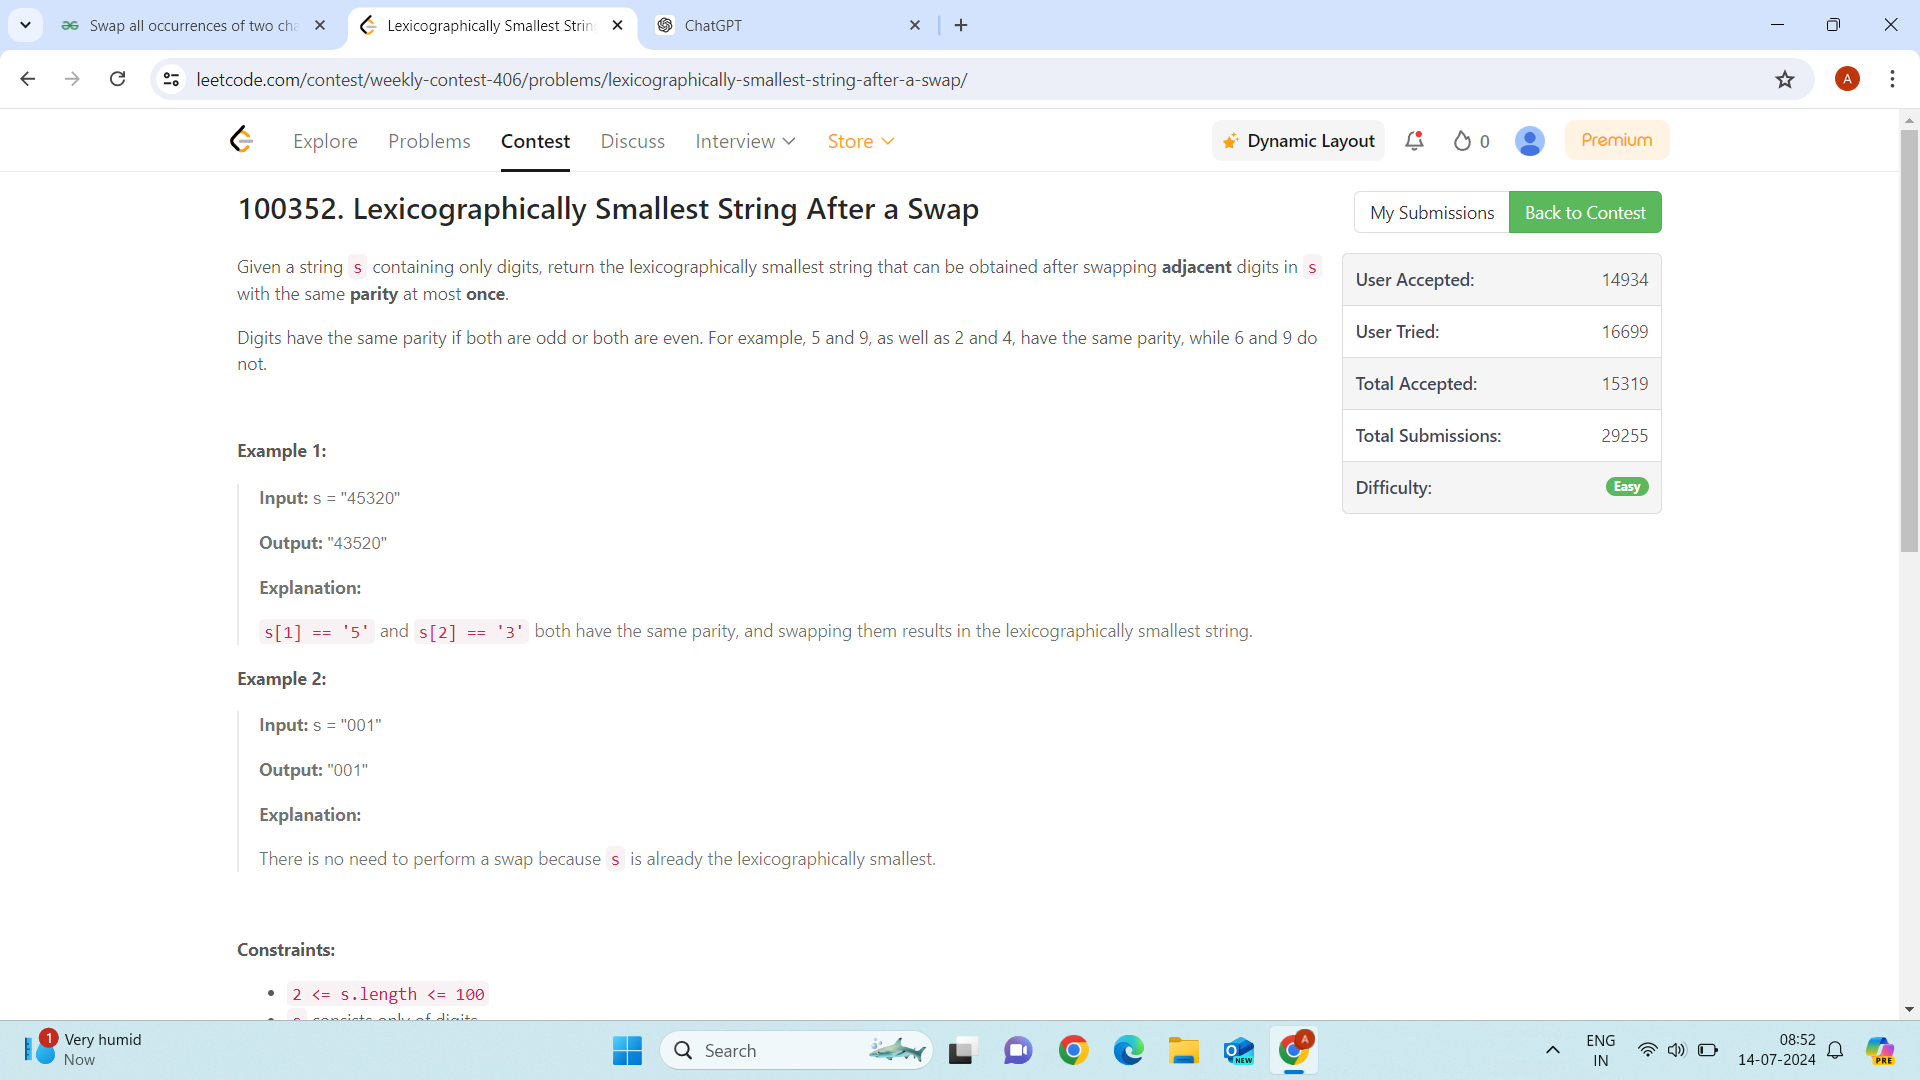 Swap all occurrences of two cha
Lexicographically Smallest Strin
ChatGPT
leetcode.com/contest/weekly-contest-406/problems/lexicographically-smallest-string-after-a-swap/
A
Explore Problems Contest Discuss Interview Store
Dynamic Layout 0 Premium
100352. Lexicographically Smallest String After a Swap
My Submissions Back to Contest
Given a string s containing only digits, return the lexicographically smallest string that can be obtained after swapping adjacent digits in s
with the same parity at most once.
Digits have the same parity if both are odd or both are even. For example, 5 and 9, as well as 2 and 4, have the same parity, while 6 and 9 do
not.
User Accepted: 14934
User Tried: 16699
Total Accepted: 15319
Total Submissions: 29255
Difficulty: Easy
Example 1:
Input: s = "45320"
Output: "43520"
Explanation:
s[1] == '5' and s[2] == '3' both have the same parity, and swapping them results in the lexicographically smallest string.
Example 2:
Input: s = "001"
Output: "001"
Explanation:
There is no need to perform a swap because s is already the lexicographically smallest.
Constraints:
2 <= s.length <= 100
s consists only of digits
1
Very humid
Now
Search
NEW
A
ENG
IN
08:52
14-07-2024
PRE